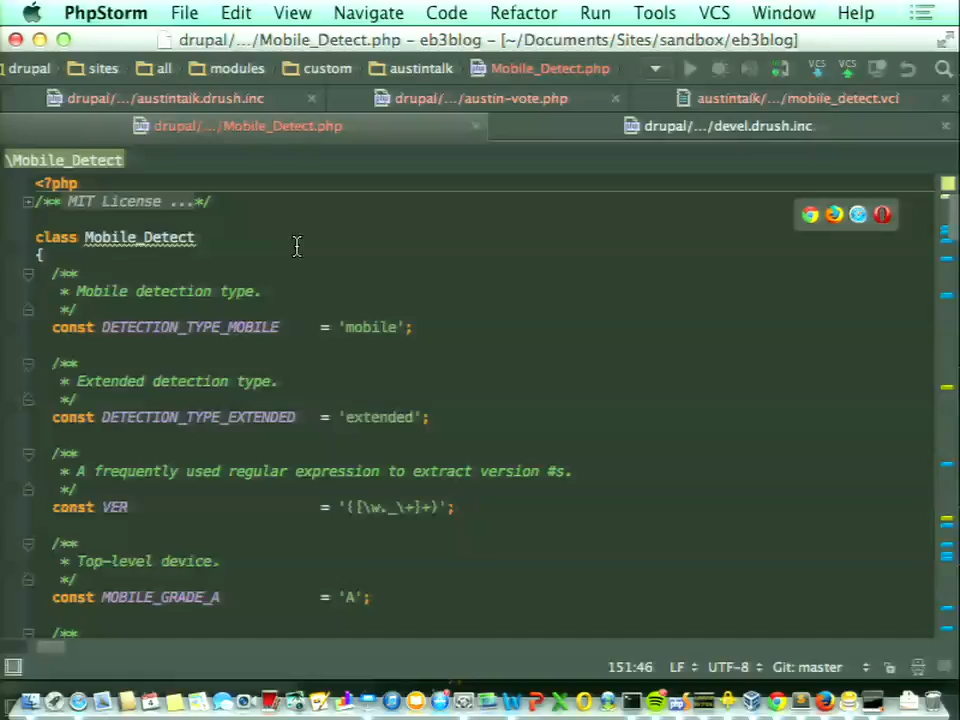 PhpStorm File Edit View Navigate Code Refactor Run Tools VCS Window Help
drupal/.../Mobile_Detect.php – eb3blog – [~/Documents/Sites/sandbox/eb3blog]
drupal sites all modules custom austintalk Mobile_Detect.php VCS VCS
drupal/.../austintalk.drush.inc drupal/.../austin-vote.php austintalk/.../mobile_detect.vcl
drupal/.../Mobile_Detect.php drupal/.../devel.drush.inc
\Mobile_Detect
<?php
/** MIT License ...*/
class Mobile_Detect
{
/**
* Mobile detection type.
*/
const DETECTION_TYPE_MOBILE = 'mobile';
/**
* Extended detection type.
*/
const DETECTION_TYPE_EXTENDED = 'extended';
/**
* A frequently used regular expression to extract version #s.
*/
const VER = '([\w._\+]+)';
/**
* Top-level device.
*/
const MOBILE_GRADE_A = 'A';
/**
151:46 LF UTF-8 Git: master